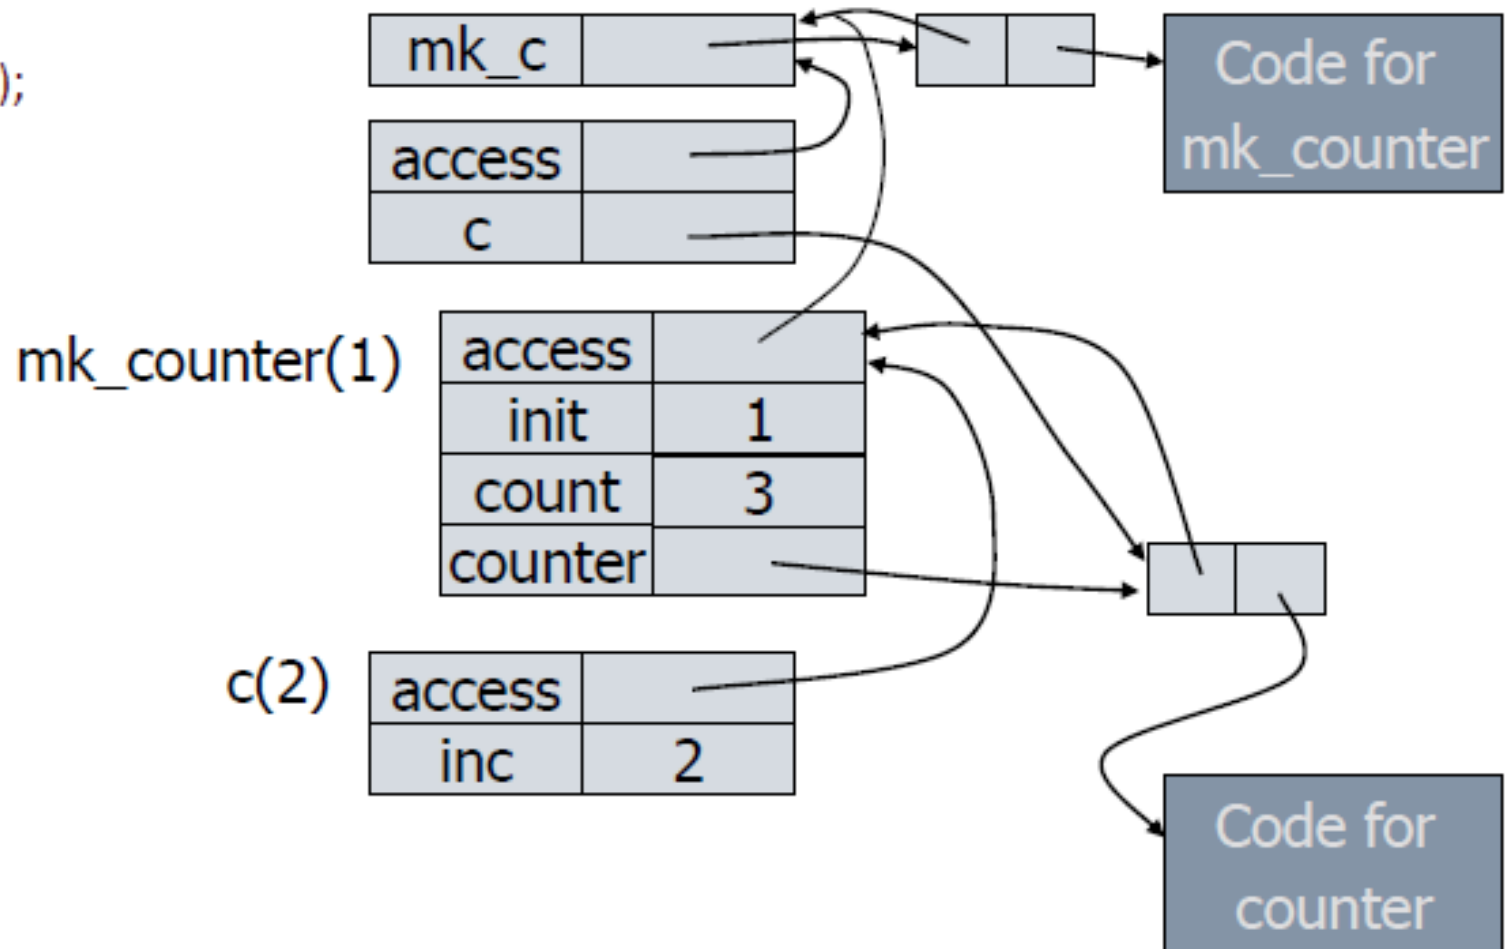 );
mk_c
Code for
mk_counter
access
c
mk_counter(1)
access
init 1
count 3
counter
c(2)
access
inc 2
Code for
counter